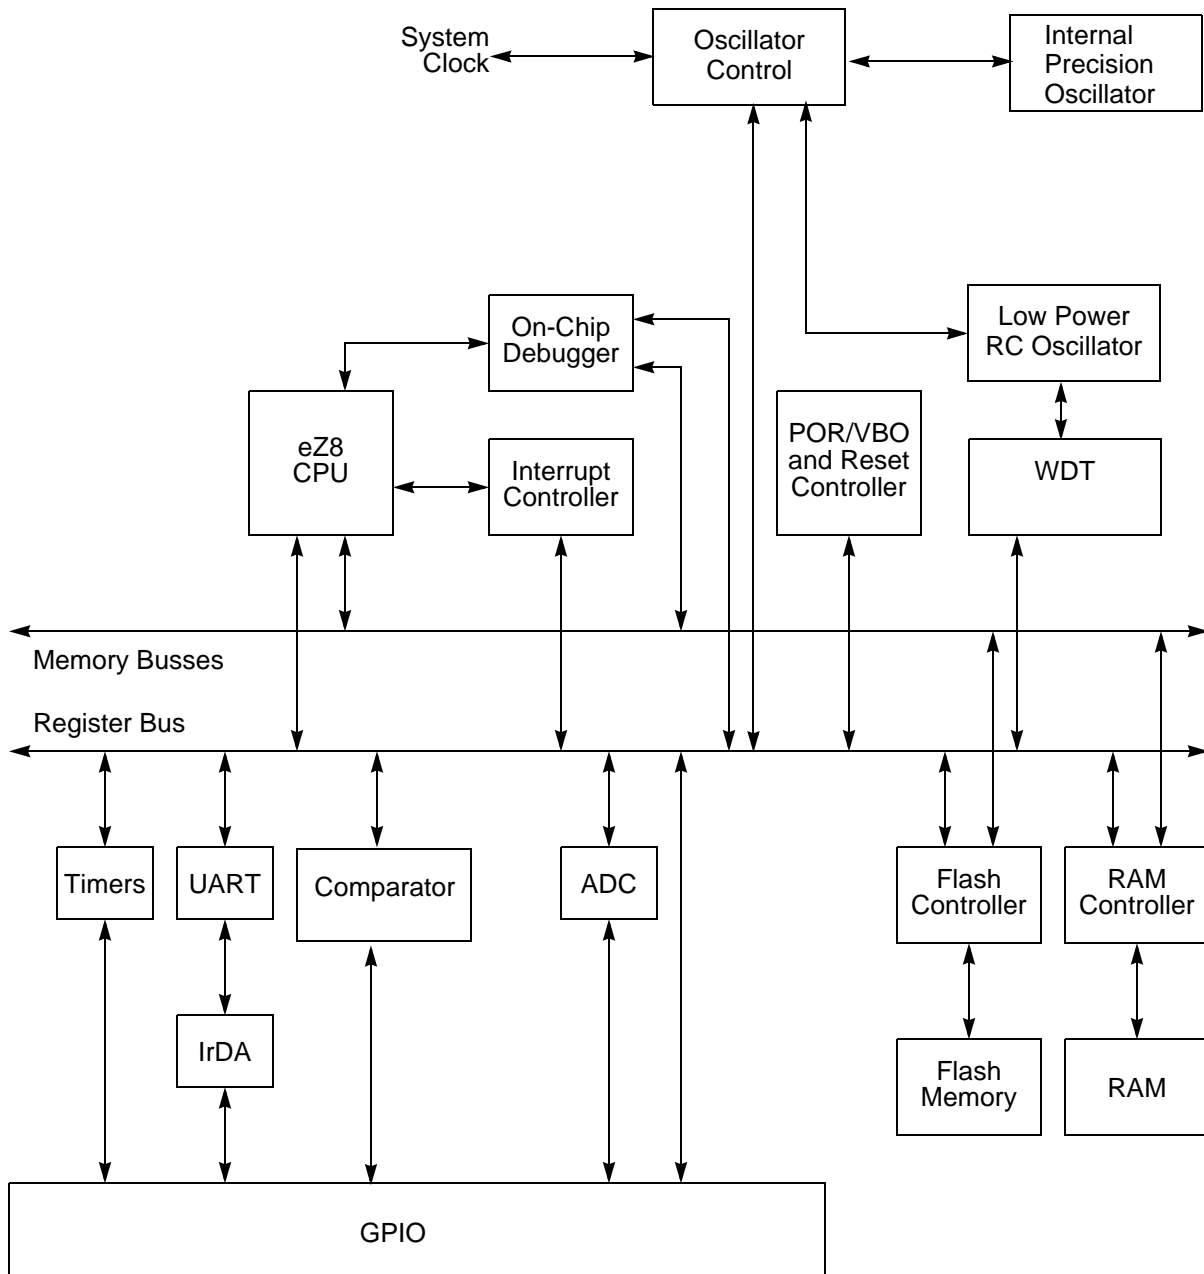 System
Clock
Oscillator
Control
Internal
Precision
Oscillator
On-Chip
Debugger
Low Power
RC Oscillator
eZ8
CPU
Interrupt
Controller
POR/VBO
and Reset
Controller
WDT
Memory Busses
Register Bus
Timers
UART
Comparator
ADC
Flash
Controller
RAM
Controller
IrDA
Flash
Memory
RAM
GPIO